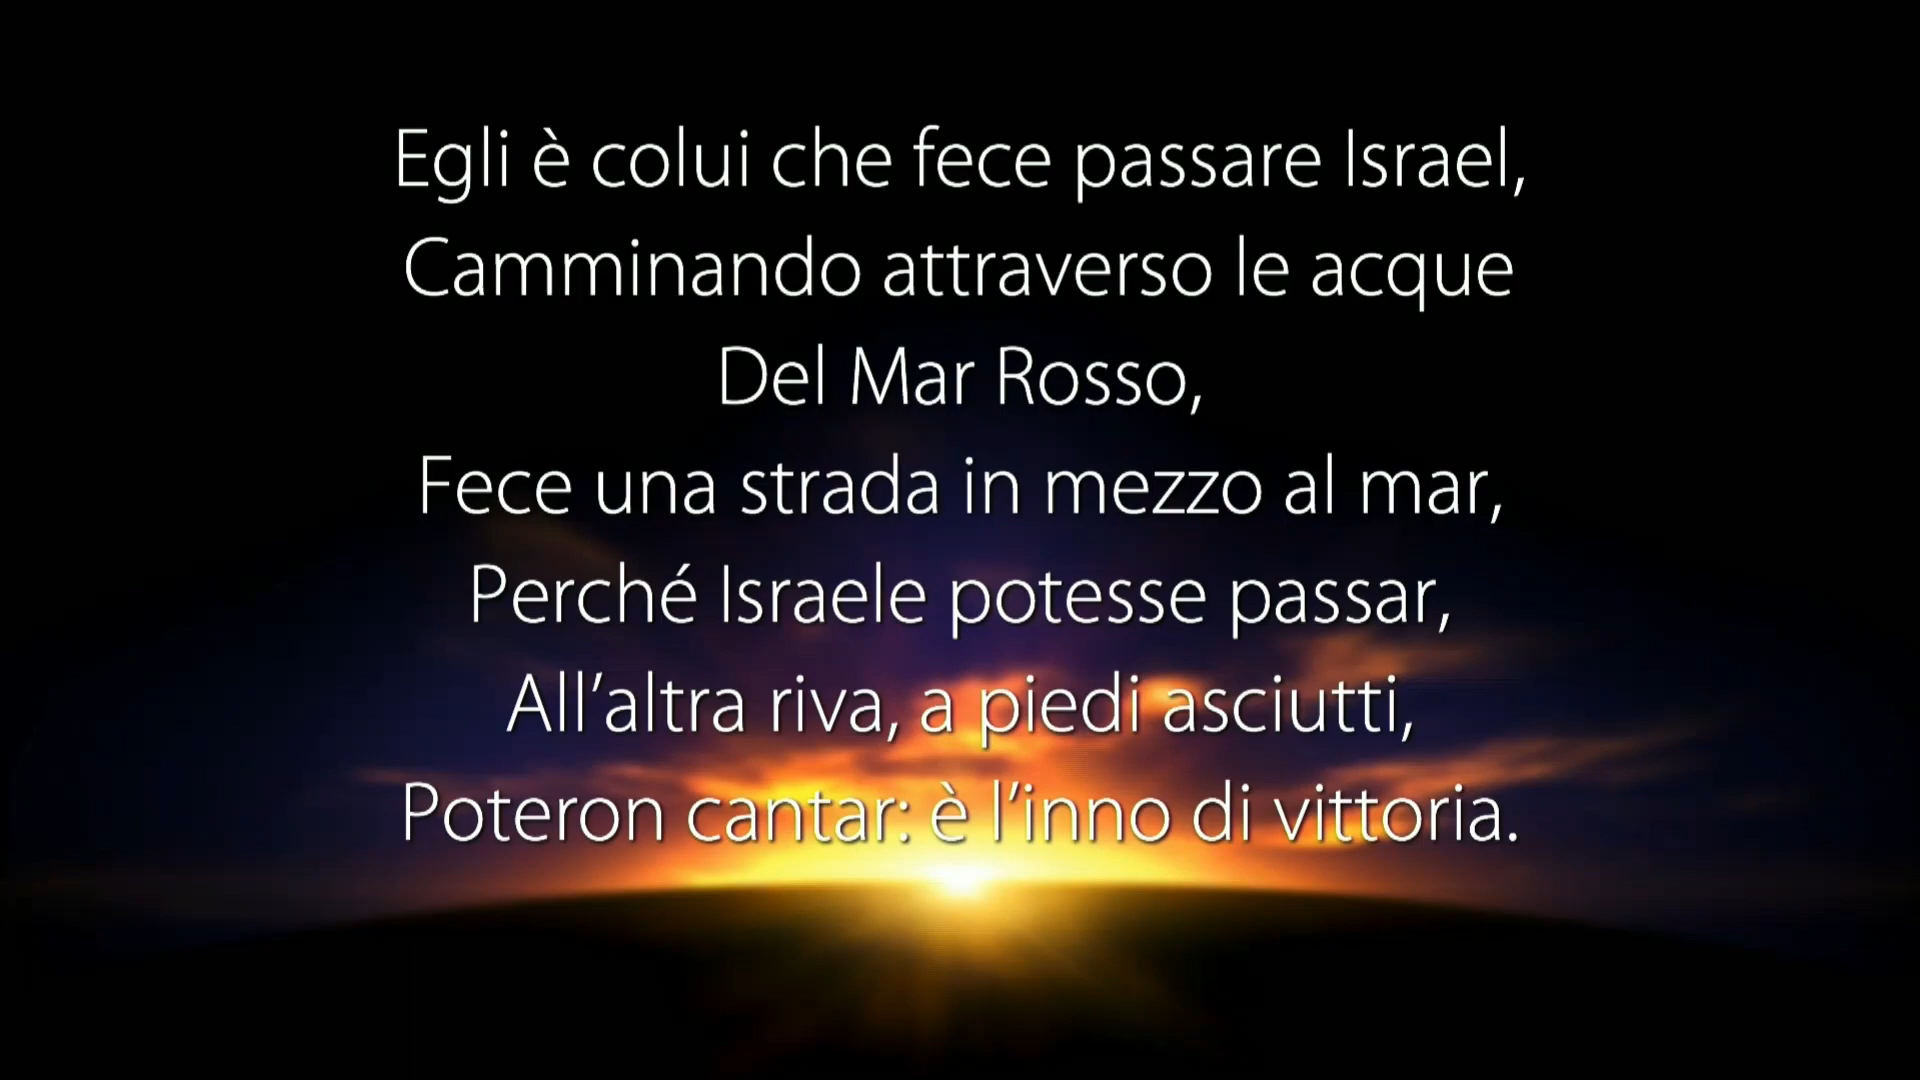 Egli è colui che fece passare Israel,
Camminando attraverso le acque
Del Mar Rosso,
Fece una strada in mezzo al mar,
Perché Israele potesse passar,
All’altra riva, a piedi asciutti,
Poteron cantar: è l’inno di vittoria.